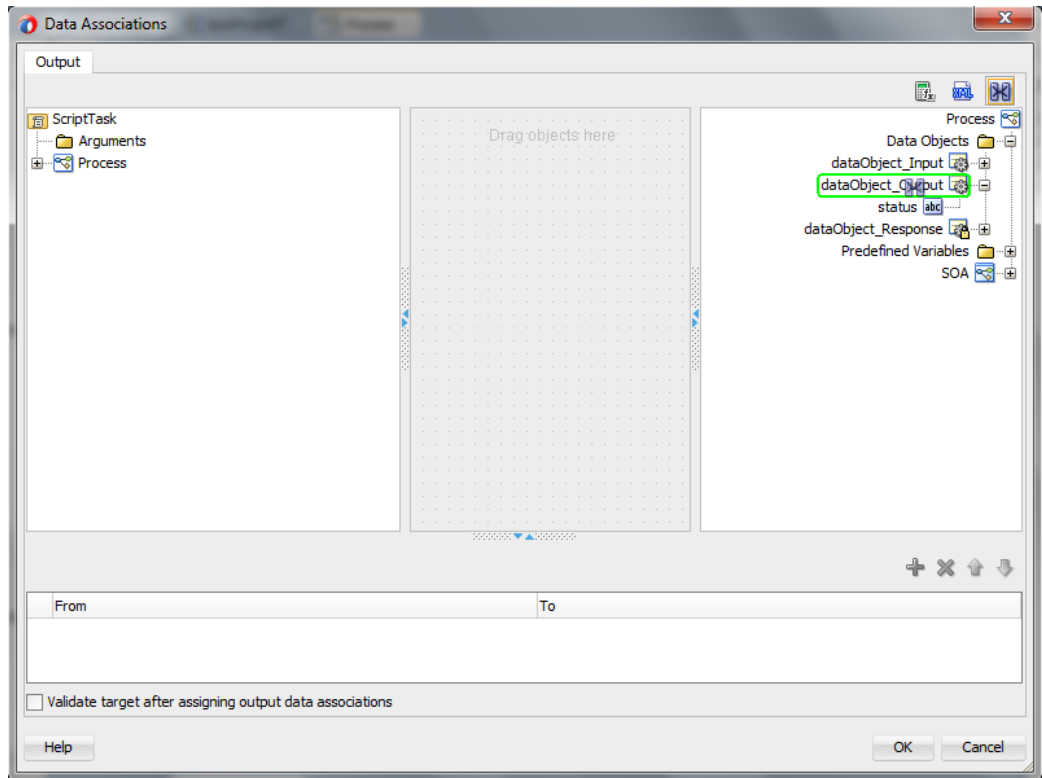 Data Associations
Output
ScriptTask
Arguments
Process
Drag objects here
Process
Data Objects
dataObject_Input
dataObject_Output
status abc
dataObject_Response
Predefined Variables
SOA
From To
Validate target after assigning output data associations
Help OK Cancel